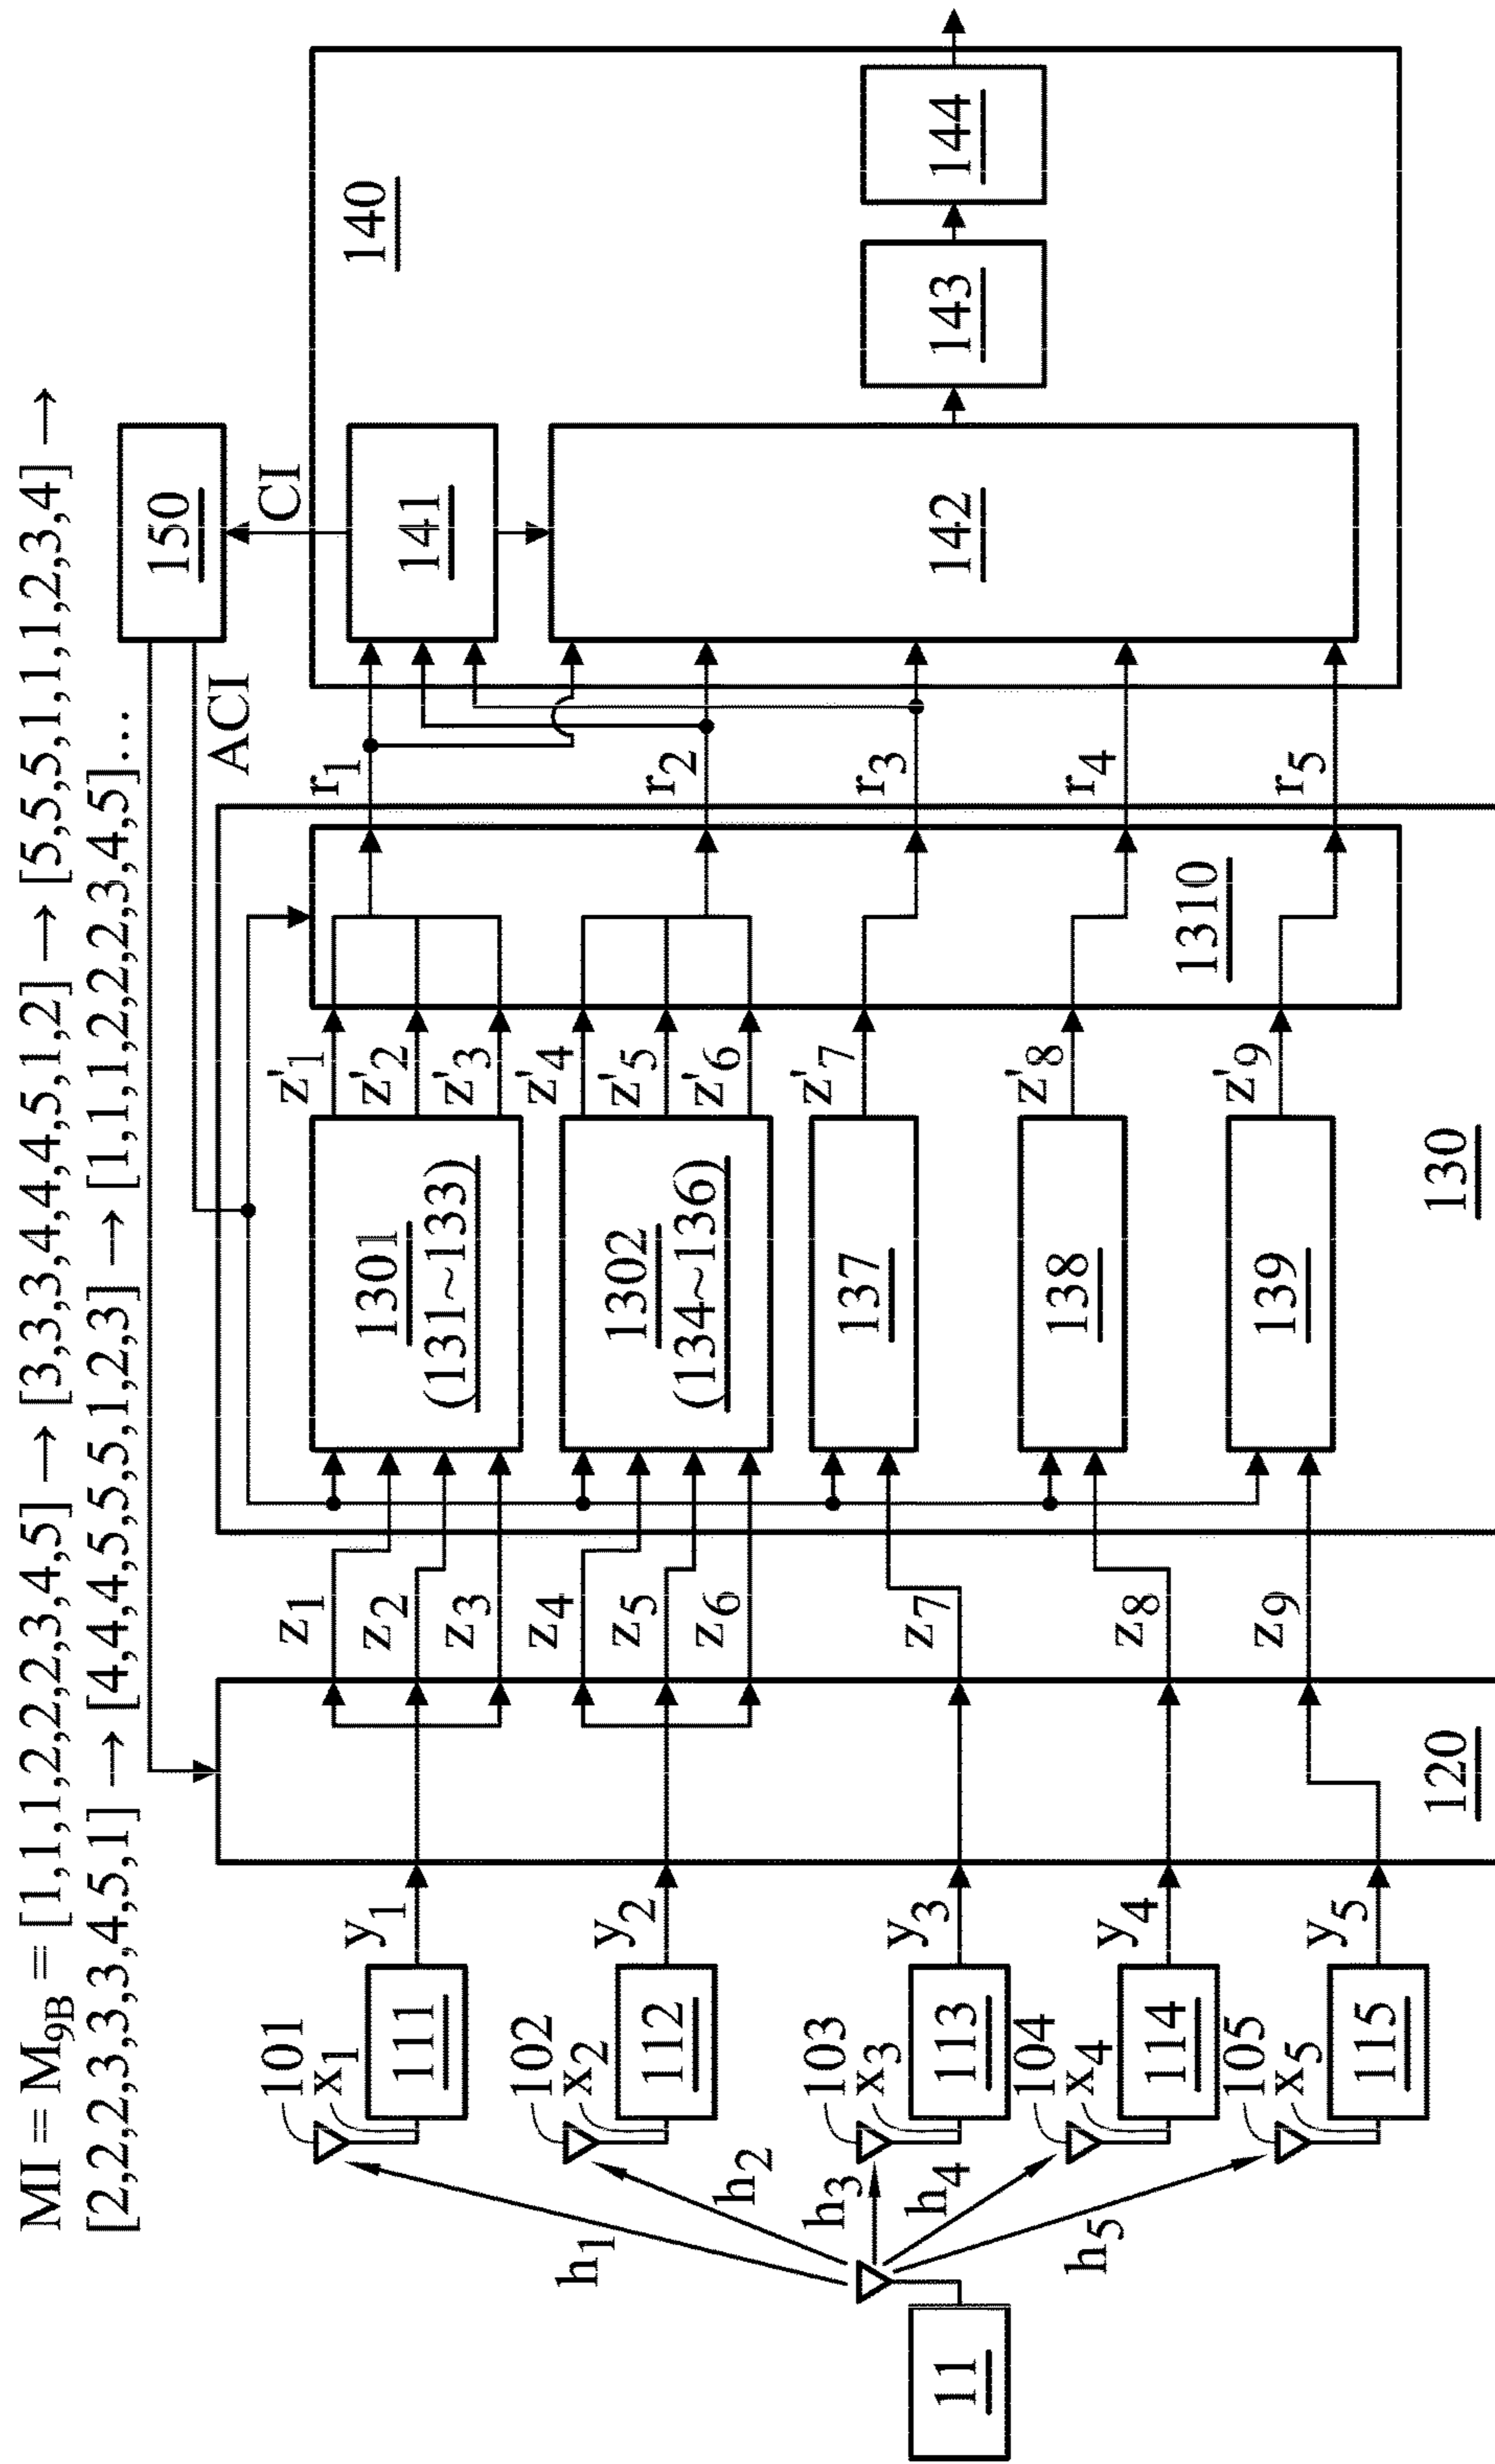 MI = M9B = [1,1,1,2,2,2,3,4,5] → [3,3,3,4,4,4,5,1,2] → [5,5,5,1,1,1,2,3,4] →
[2,2,2,3,3,3,4,5,1] → [4,4,4,5,5,5,1,2,3] → [1,1,1,2,2,2,3,4,5]...
150
ACI
CI
140
141
142
143
144
r1
r2
r3
r4
r5
1310
z'1
z'2
z'3
z'4
z'5
z'6
z'7
z'8
z'9
1301
(131~133)
1302
(134~136)
137
138
139
130
z1
z2
z3
z4
z5
z6
z7
z8
z9
120
y1
y2
y3
y4
y5
101
x1
111
102
x2
112
103
x3
113
104
x4
114
105
x5
115
h1
h2
h3
h4
h5
11